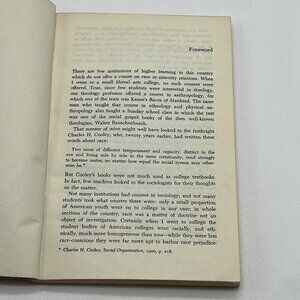 Foreword
There are few institutions of higher learning in this country
which do not offer a course on race or minority relations. When
I went to a small liberal arts college, no such courses were
offered. True, since few students were interested in theology,
our theology professor offered a course in anthropology, for
which one of the texts was Keane's Races of Mankind. The same
man who taught that course in ethnology and physical an-
thropology also taught a Sunday school class in which the text
was one of the social gospel books of the then well-known
theologian, Walter Rauschenbusch.
That mentor of mine might well have looked to the forthright
Charles H. Cooley, who, twenty years earlier, had written these
words about race:
Two races of different temperament and capacity, distinct to the
eye and living side by side in the same community, tend strongly
to become castes, no matter how equal the social system may other-
wise be.*
But Cooley's books were not much used as college textbooks.
In fact, few teachers looked to the sociologists for their thoughts
on the matter.
Not many institutions had courses in sociology, and not many
students took what courses there were; only a small proportion
of American youth went on to college in any case, in whole
sections of the country, race was a matter of doctrine not an
object of investigation. Certainly when I went to college the
student bodies of American colleges were racially, and eth-
nically, much more homogeneous than now—while they were less
race-conscious they were far more apt to harbor race prejudice.
* Charles H. Cooley, Social Organization, 1909, p. 218.